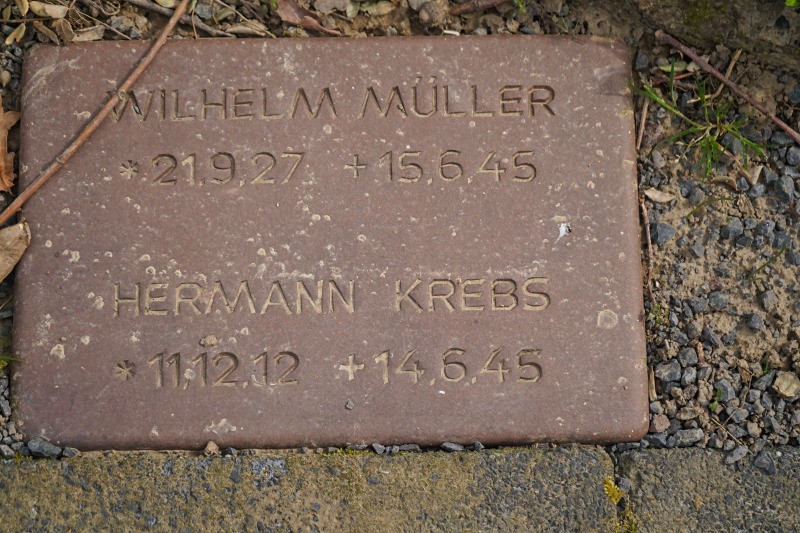 WILHELM MÜLLER
*21.9.27 +15.6.45
HERMANN KREBS
*11.12.12 +14.6.45